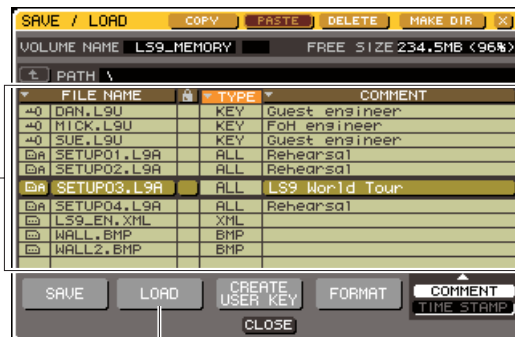 SAVE / LOAD COPY PASTE DELETE MAKE DIR X
VOLUME NAME LS9_MEMORY FREE SIZE 234.5MB (96%)
PATH \
FILE NAME TYPE COMMENT
DAN.L9U KEY Guest engineer
MICK.L9U KEY FoH engineer
SUE.L9U KEY Guest engineer
A SETUP01.L9A ALL Rehearsal
A SETUP02.L9A ALL Rehearsal
A SETUP03.L9A ALL LS9 World Tour
A SETUP04.L9A ALL Rehearsal
LS9_EN.XML XML
WALL.BMP BMP
WALL2.BMP BMP
SAVE LOAD CREATE USER KEY FORMAT COMMENT
TIME STAMP
CLOSE